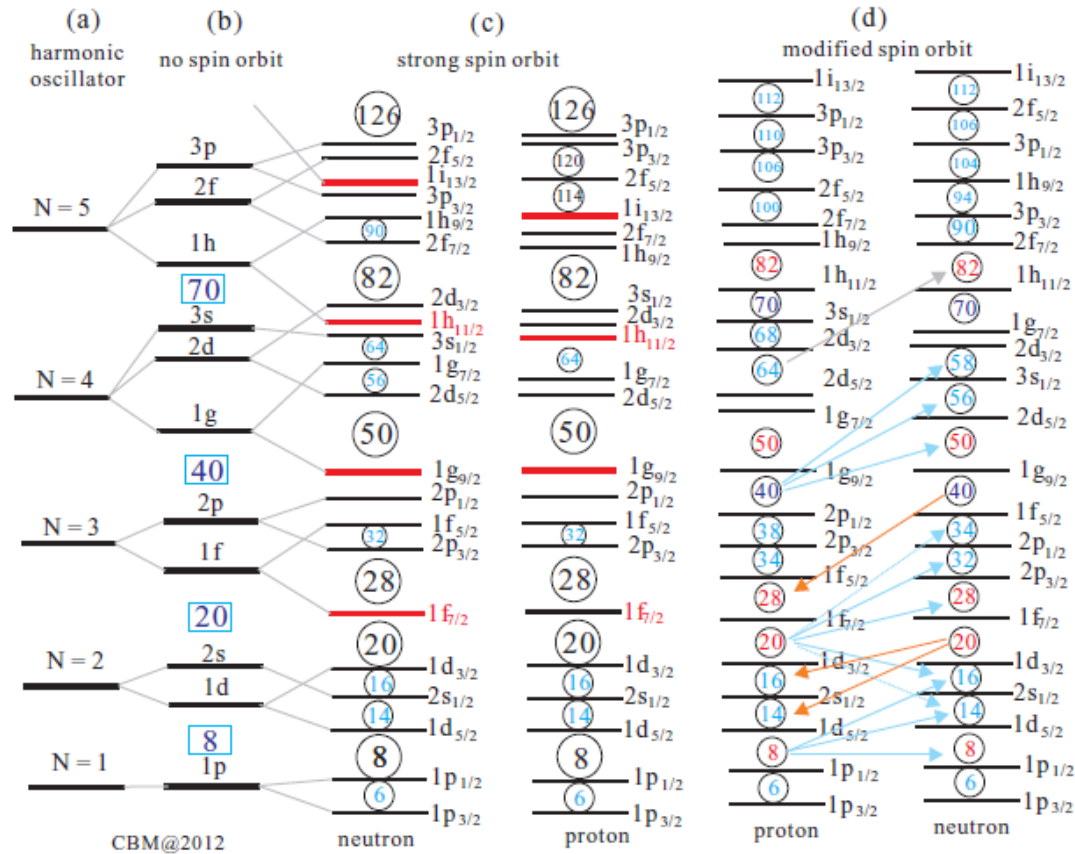 (a)
harmonic
oscillator
N = 5
N = 4
N = 3
N = 2
N = 1
(b)
no spin orbit
3p
2f
1h
70
3s
2d
1g
40
2p
1f
20
2s
1d
8
1p
CBM@2012
(c)
strong spin orbit
126
3p1/2
2f5/2
1i13/2
3p3/2
1h9/2
90
2f7/2
82
2d3/2
1h11/2
3s1/2
64
1g7/2
56
2d5/2
50
1g9/2
2p1/2
1f5/2
32
2p3/2
28
1f7/2
20
1d3/2
16
2s1/2
14
1d5/2
8
1p1/2
6
1p3/2
neutron
126
3p1/2
3p3/2
120
2f5/2
114
1i13/2
2f7/2
1h9/2
82
3s1/2
2d3/2
1h11/2
64
1g7/2
2d5/2
50
1g9/2
2p1/2
1f5/2
32
2p3/2
28
1f7/2
20
1d3/2
16
2s1/2
14
1d5/2
8
1p1/2
6
1p3/2
proton
(d)
modified spin orbit
1i13/2
112
3p1/2
110
3p3/2
106
2f5/2
100
2f7/2
1h9/2
82
1h11/2
70
3s1/2
68
2d3/2
64
2d5/2
1g7/2
50
1g9/2
40
2p1/2
38
2p3/2
34
1f5/2
28
1f7/2
20
1d3/2
16
2s1/2
14
1d5/2
8
1p1/2
6
1p3/2
proton
1i13/2
112
2f5/2
106
3p1/2
104
1h9/2
94
3p3/2
90
2f7/2
82
1h11/2
70
1g7/2
2d3/2
58
3s1/2
56
2d5/2
50
1g9/2
40
1f5/2
34
2p1/2
32
2p3/2
28
1f7/2
20
1d3/2
16
2s1/2
14
1d5/2
8
1p1/2
6
1p3/2
neutron